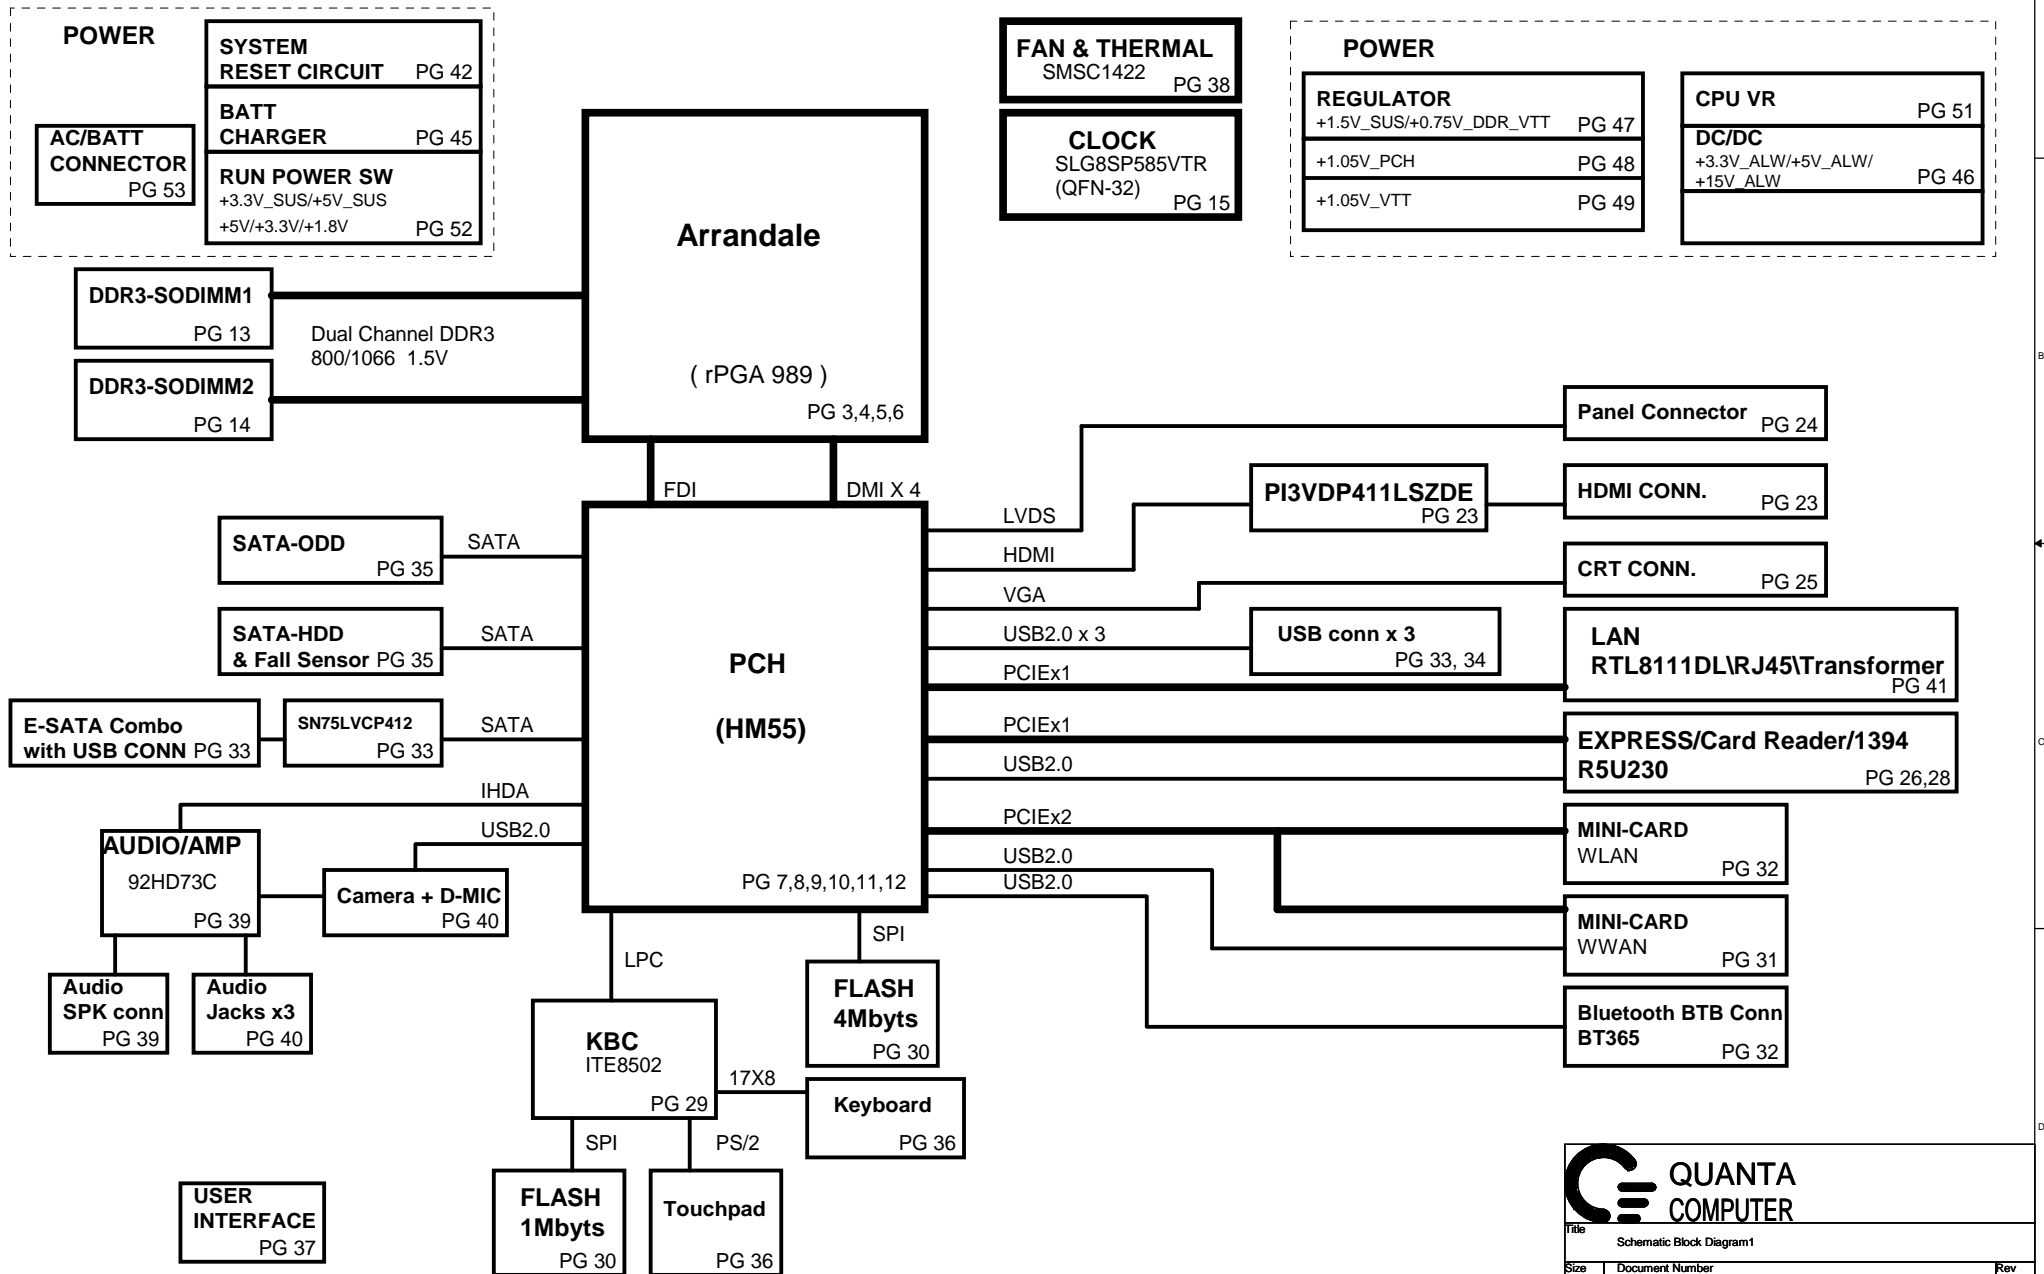 POWER
SYSTEM
RESET CIRCUIT PG 42
BATT
CHARGER PG 45
AC/BATT
CONNECTOR
PG 53
RUN POWER SW
+3.3V_SUS/+5V_SUS
+5V/+3.3V/+1.8V PG 52
FAN & THERMAL
SMSC1422
PG 38
CLOCK
SLG8SP585VTR
(QFN-32)
PG 15
POWER
REGULATOR
+1.5V_SUS/+0.75V_DDR_VTT PG 47
+1.05V_PCH PG 48
+1.05V_VTT PG 49
CPU VR
PG 51
DC/DC
+3.3V_ALW/+5V_ALW/
+15V_ALW PG 46
Arrandale
( rPGA 989 )
PG 3,4,5,6
DDR3-SODIMM1
PG 13
Dual Channel DDR3
800/1066 1.5V
DDR3-SODIMM2
PG 14
FDI
DMI X 4
PCH
(HM55)
PG 7,8,9,10,11,12
SATA-ODD
PG 35
SATA
SATA-HDD
& Fall Sensor PG 35
SATA
E-SATA Combo
with USB CONN PG 33
SN75LVCP412
PG 33
SATA
IHDA
USB2.0
AUDIO/AMP
92HD73C
PG 39
Camera + D-MIC
PG 40
Audio
SPK conn
PG 39
Audio
Jacks x3
PG 40
LPC
SPI
KBC
ITE8502
PG 29
FLASH
4Mbyts
PG 30
17X8
Keyboard
PG 36
SPI
PS/2
FLASH
1Mbyts
PG 30
Touchpad
PG 36
USER
INTERFACE
PG 37
LVDS
HDMI
VGA
USB2.0 x 3
PCIEx1
PCIEx1
USB2.0
PCIEx2
USB2.0
USB2.0
Panel Connector
PG 24
PI3VDP411LSZDE
PG 23
HDMI CONN.
PG 23
CRT CONN.
PG 25
USB conn x 3
PG 33, 34
LAN
RTL8111DL\RJ45\Transformer
PG 41
EXPRESS/Card Reader/1394
R5U230
PG 26,28
MINI-CARD
WLAN
PG 32
MINI-CARD
WWAN
PG 31
Bluetooth BTB Conn
BT365
PG 32
B
C
D
QUANTA
COMPUTER
Title
Schematic Block Diagram1
Size Document Number Rev